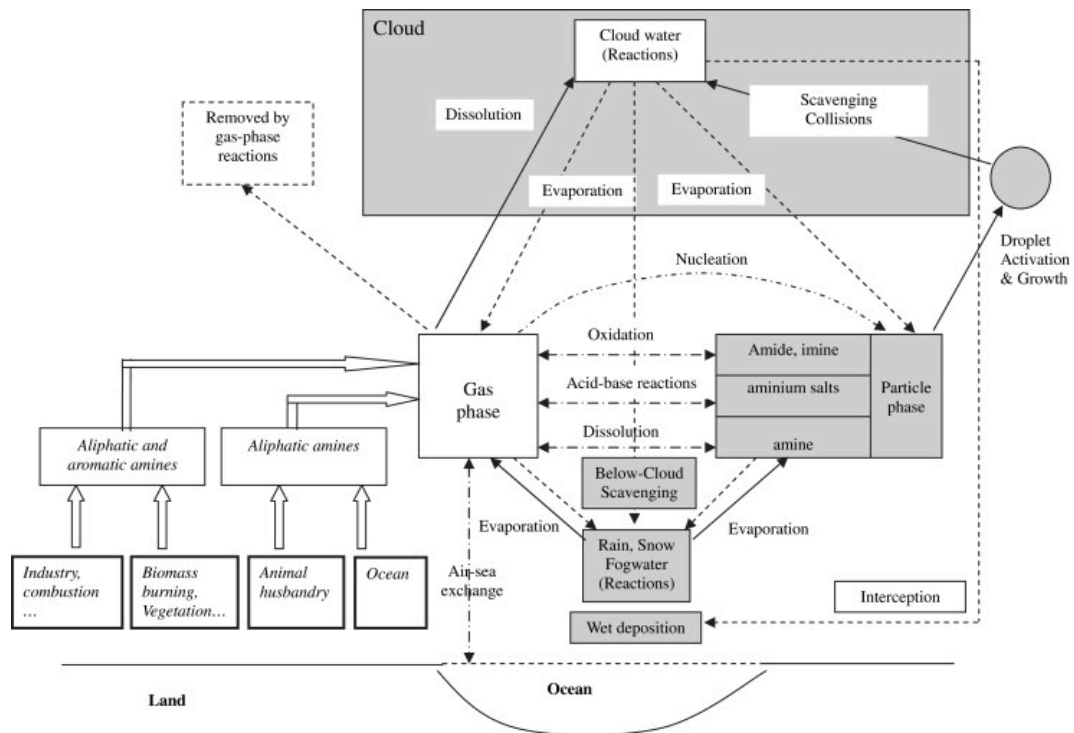 Cloud
Cloud water
(Reactions)
Dissolution
Scavenging
Collisions
Removed by
gas-phase
reactions
Evaporation
Evaporation
Droplet
Activation
& Growth
Nucleation
Oxidation
Acid-base reactions
Dissolution
Gas
phase
Amide, imine
aminium salts
amine
Particle
phase
Aliphatic and
aromatic amines
Aliphatic amines
Below-Cloud
Scavenging
Evaporation
Evaporation
Rain, Snow
Fogwater
(Reactions)
Industry,
combustion
…
Biomass
burning,
Vegetation…
Animal
husbandry
Ocean
Air-sea
exchange
Interception
Wet deposition
Land
Ocean